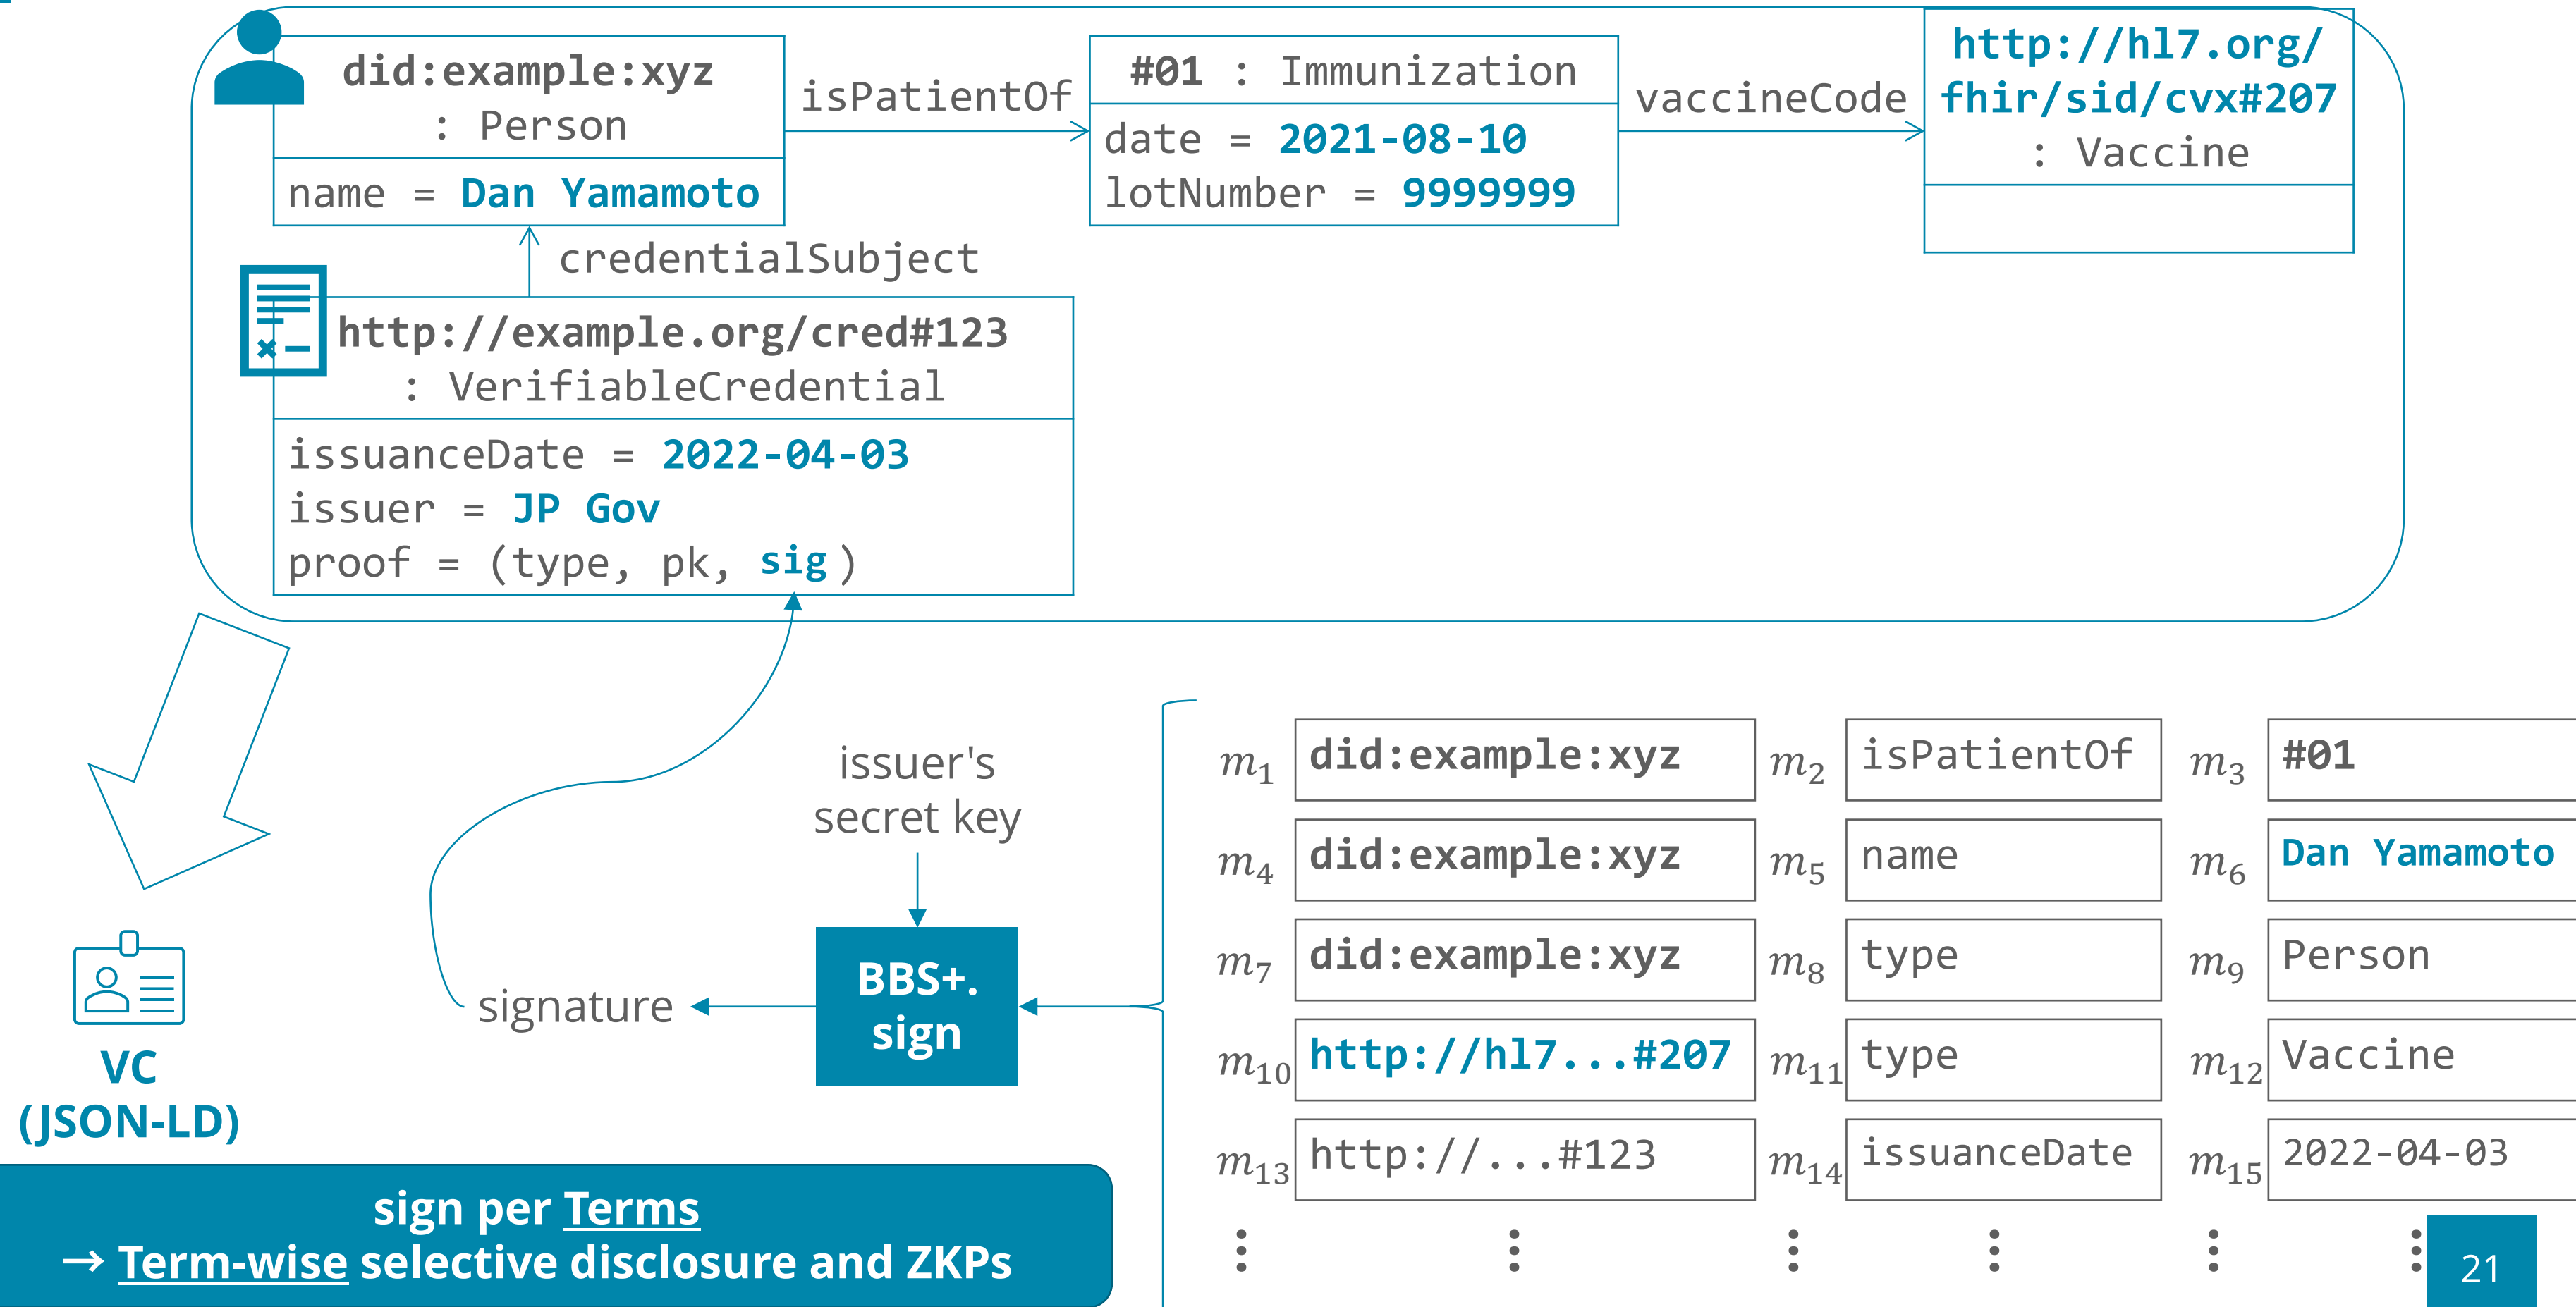 did:example:xyz
: Person
name = Dan Yamamoto
isPatientOf
#01 : Immunization
date = 2021-08-10
lotNumber = 9999999
vaccineCode
http://hl7.org/
fhir/sid/cvx#207
: Vaccine
credentialSubject
http://example.org/cred#123
: VerifiableCredential
issuanceDate = 2022-04-03
issuer = JP Gov
proof = (type, pk, sig )
issuer's
secret key
BBS+.
sign
signature
VC
(JSON-LD)
m1 did:example:xyz m2 isPatientOf m3 #01
m4 did:example:xyz m5 name m6 Dan Yamamoto
m7 did:example:xyz m8 type m9 Person
m10 http://hl7...#207 m11 type m12 Vaccine
m13 http://...#123 m14 issuanceDate m15 2022-04-03
⋮ ⋮ ⋮ ⋮ ⋮ ⋮
sign per Terms
→ Term-wise selective disclosure and ZKPs
21